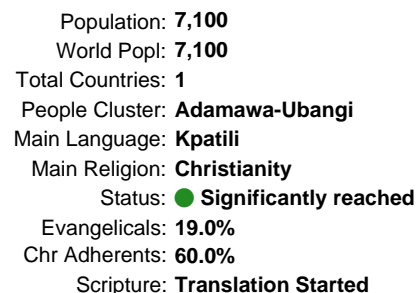 Population: 7,100
World Popl: 7,100
Total Countries: 1
People Cluster: Adamawa-Ubangi
Main Language: Kpatili
Main Religion: Christianity
Status: Significantly reached
Evangelicals: 19.0%
Chr Adherents: 60.0%
Scripture: Translation Started